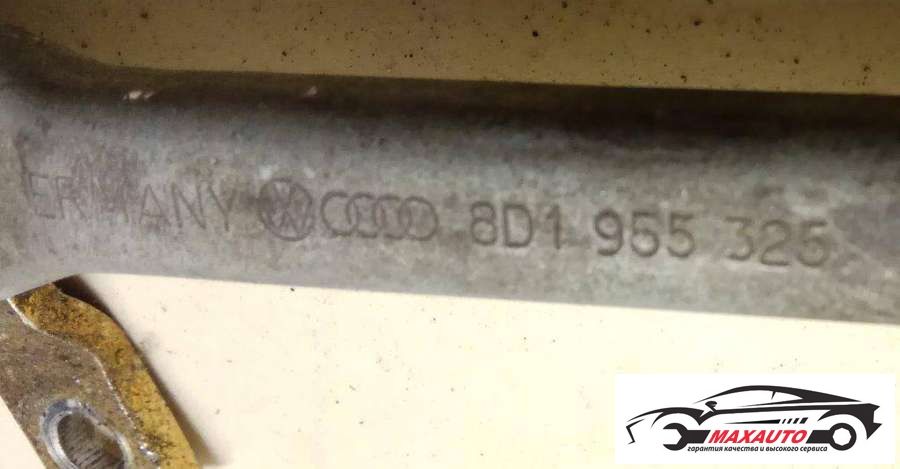 ERMANY 8D1 955 325
MAXAUTO
гарантия качества и высокого сервиса